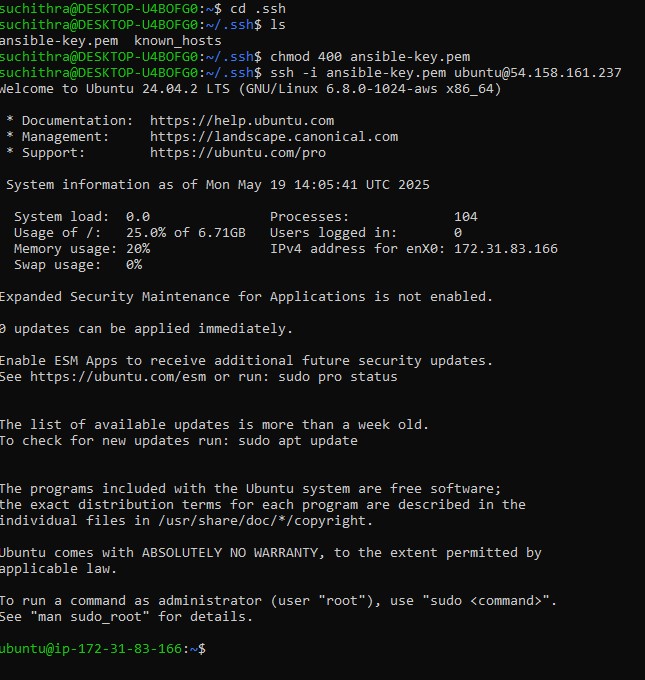 suchithra@DESKTOP-U4BOFG0:~$ cd .ssh
suchithra@DESKTOP-U4BOFG0:~/.ssh$ ls
ansible-key.pem  known_hosts
suchithra@DESKTOP-U4BOFG0:~/.ssh$ chmod 400 ansible-key.pem
suchithra@DESKTOP-U4BOFG0:~/.ssh$ ssh -i ansible-key.pem ubuntu@54.158.161.237
Welcome to Ubuntu 24.04.2 LTS (GNU/Linux 6.8.0-1024-aws x86_64)
* Documentation:  https://help.ubuntu.com
* Management:     https://landscape.canonical.com
* Support:        https://ubuntu.com/pro
System information as of Mon May 19 14:05:41 UTC 2025
System load:  0.0               Processes:             104
Usage of /:   25.0% of 6.71GB   Users logged in:       0
Memory usage: 20%               IPv4 address for enX0: 172.31.83.166
Swap usage:   0%
Expanded Security Maintenance for Applications is not enabled.
0 updates can be applied immediately.
Enable ESM Apps to receive additional future security updates.
See https://ubuntu.com/esm or run: sudo pro status
The list of available updates is more than a week old.
To check for new updates run: sudo apt update
The programs included with the Ubuntu system are free software;
the exact distribution terms for each program are described in the
individual files in /usr/share/doc/*/copyright.
Ubuntu comes with ABSOLUTELY NO WARRANTY, to the extent permitted by
applicable law.
To run a command as administrator (user "root"), use "sudo <command>".
See "man sudo_root" for details.
ubuntu@ip-172-31-83-166:~$